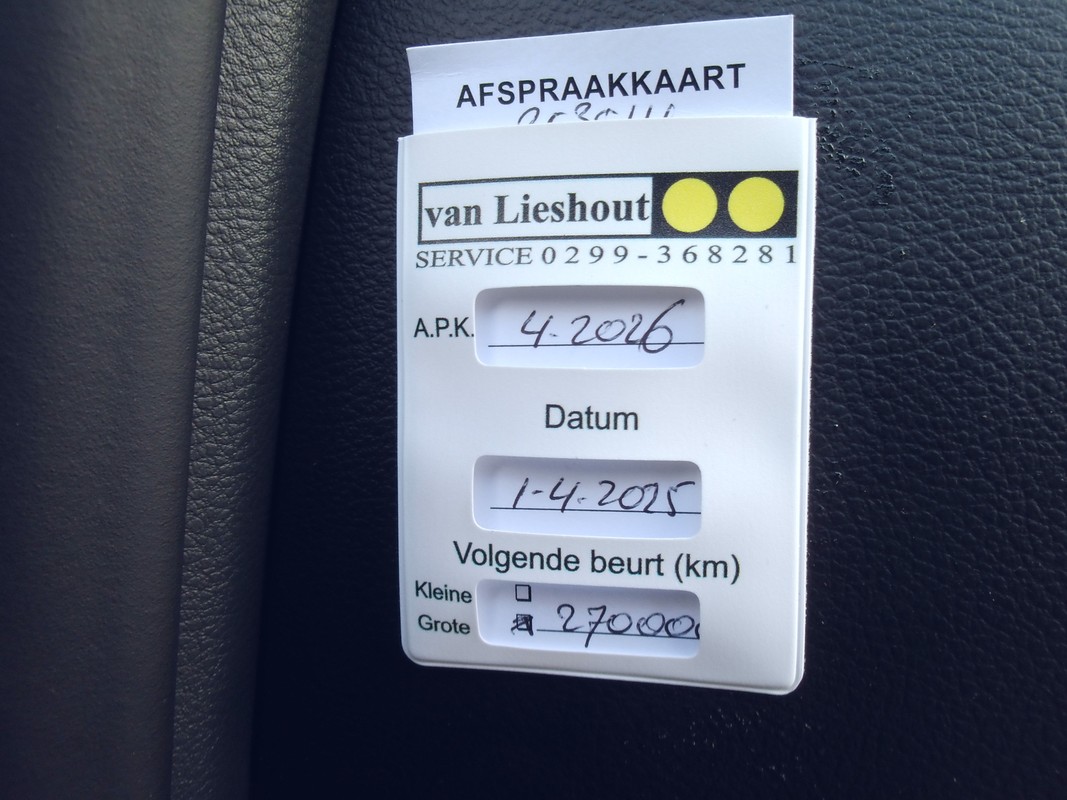 AFSPRAAKKAART
van Lieshout
SERVICE 0299-368281
A.P.K. 4-2026
Datum
1-4-2025
Volgende beurt (km)
Kleine
Grote 270000